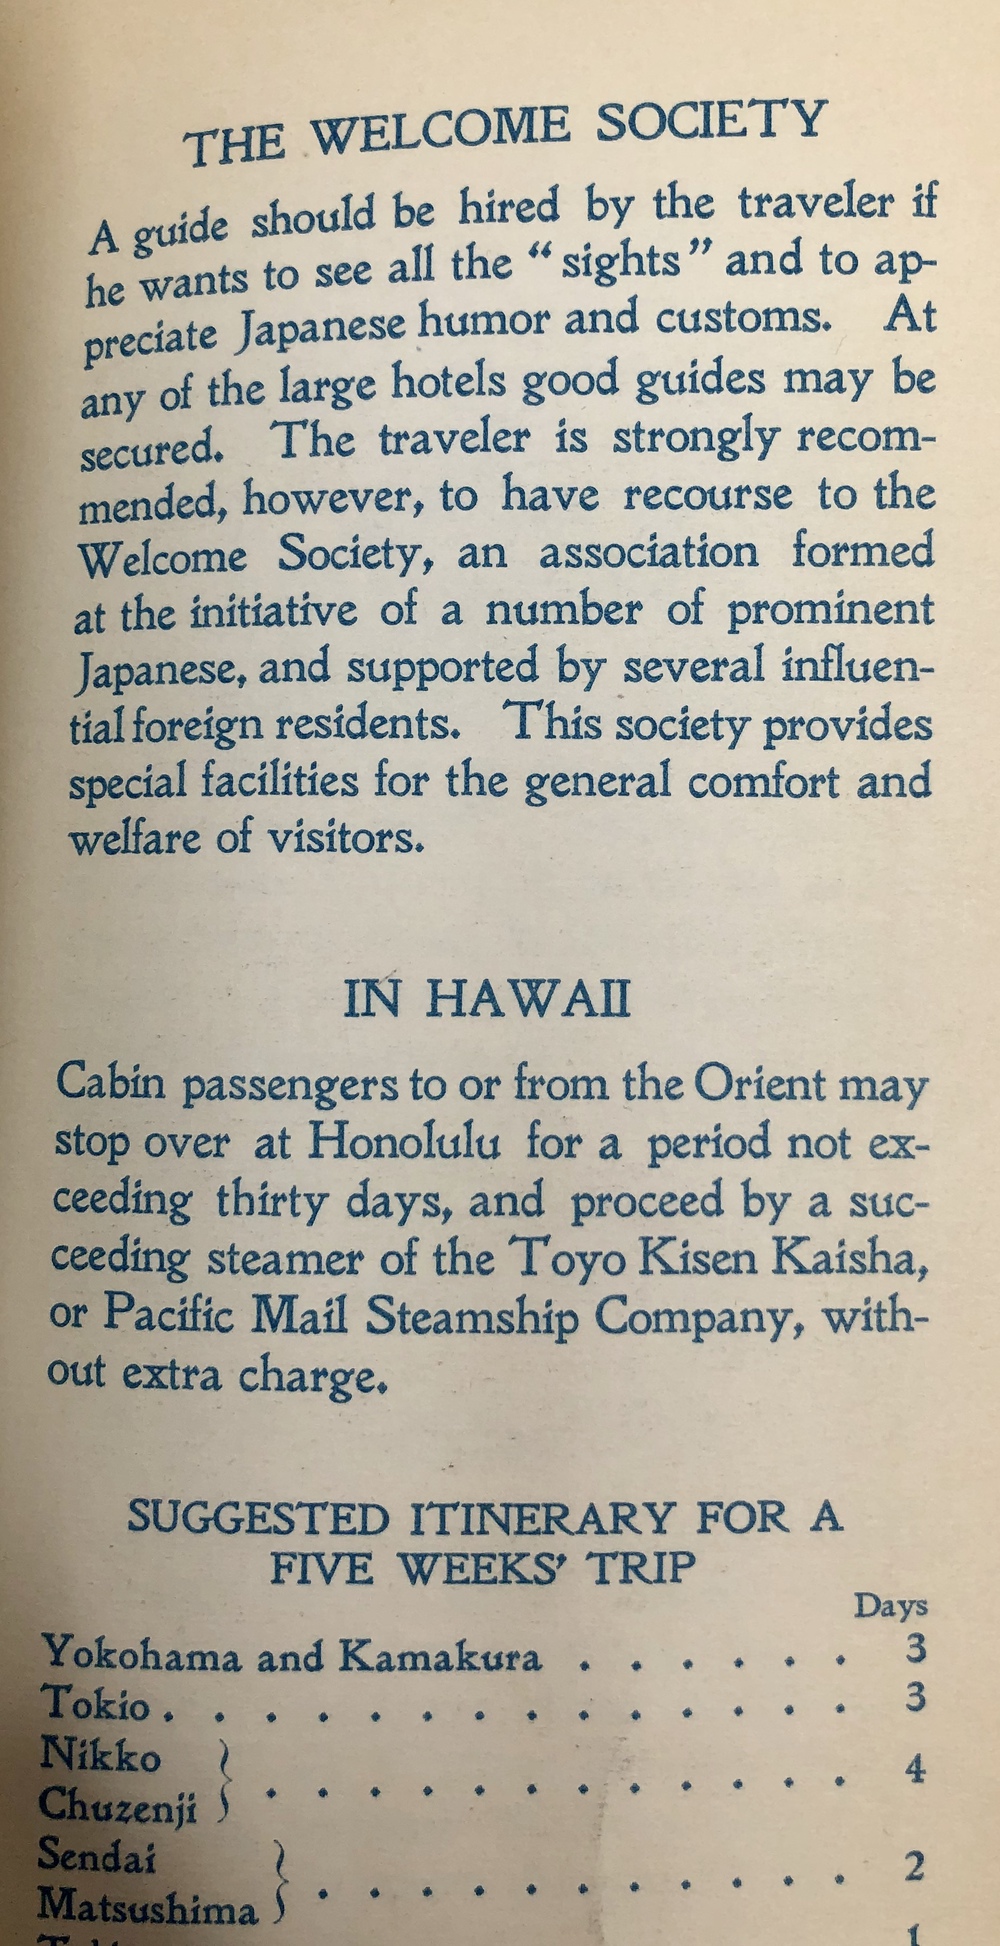 THE WELCOME SOCIETY
A guide should be hired by the traveler if
he wants to see all the “sights” and to ap-
preciate Japanese humor and customs. At
any of the large hotels good guides may be
secured. The traveler is strongly recom-
mended, however, to have recourse to the
Welcome Society, an association formed
at the initiative of a number of prominent
Japanese, and supported by several influen-
tial foreign residents. This society provides
special facilities for the general comfort and
welfare of visitors.
IN HAWAII
Cabin passengers to or from the Orient may
stop over at Honolulu for a period not ex-
ceeding thirty days, and proceed by a suc-
ceeding steamer of the Toyo Kisen Kaisha,
or Pacific Mail Steamship Company, with-
out extra charge.
SUGGESTED ITINERARY FOR A
FIVE WEEKS’ TRIP
Days
Yokohama and Kamakura . . . . . . 3
Tokio . . . . . . . . . . . . . . 3
Nikko
Chuzenji } . . . . . . . . . . . . 4
Sendai
Matsushima } . . . . . . . . . . . 2
1